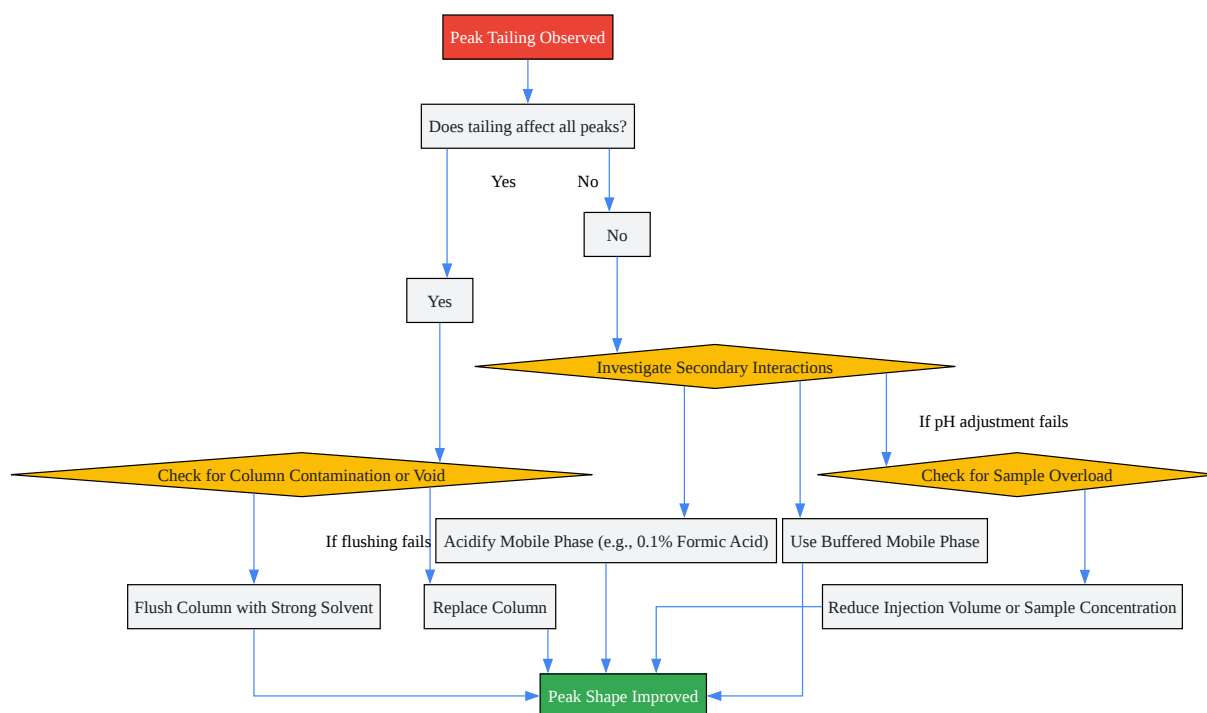 Peak Tailing Observed
Does tailing affect all peaks?
Yes
No
No
Yes
Investigate Secondary Interactions
If pH adjustment fails
Check for Column Contamination or Void
Check for Sample Overload
If flushing fails
Acidify Mobile Phase (e.g., 0.1% Formic Acid)
Use Buffered Mobile Phase
Flush Column with Strong Solvent
Replace Column
Reduce Injection Volume or Sample Concentration
Peak Shape Improved